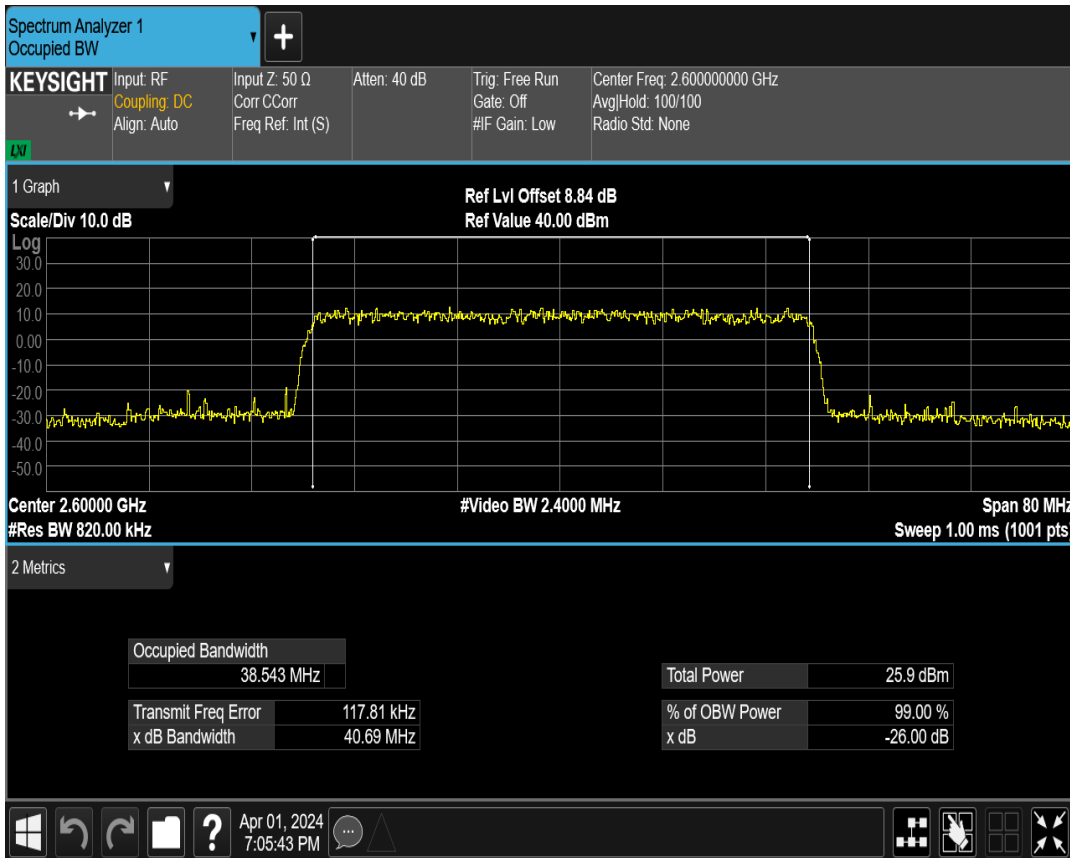 Spectrum Analyzer 1
Occupied BW
▼
+
KEYSIGHT
LXI
Input: RF
Coupling: DC
Align: Auto
Input Z: 50 Ω
Corr CCorr
Freq Ref: Int (S)
Atten: 40 dB
Trig: Free Run
Gate: Off
#IF Gain: Low
Center Freq: 2.600000000 GHz
Avg|Hold: 100/100
Radio Std: None
1 Graph ▼
Scale/Div 10.0 dB
Ref Lvl Offset 8.84 dB
Ref Value 40.00 dBm
Log
30.0
20.0
10.0
0.00
-10.0
-20.0
-30.0
-40.0
-50.0
Center 2.60000 GHz
#Res BW 820.00 kHz
#Video BW 2.4000 MHz
Span 80 MHz
Sweep 1.00 ms (1001 pts)
2 Metrics ▼
Occupied Bandwidth
38.543 MHz
Transmit Freq Error 117.81 kHz
x dB Bandwidth 40.69 MHz
Total Power 25.9 dBm
% of OBW Power 99.00 %
x dB -26.00 dB
?
Apr 01, 2024
7:05:43 PM
...